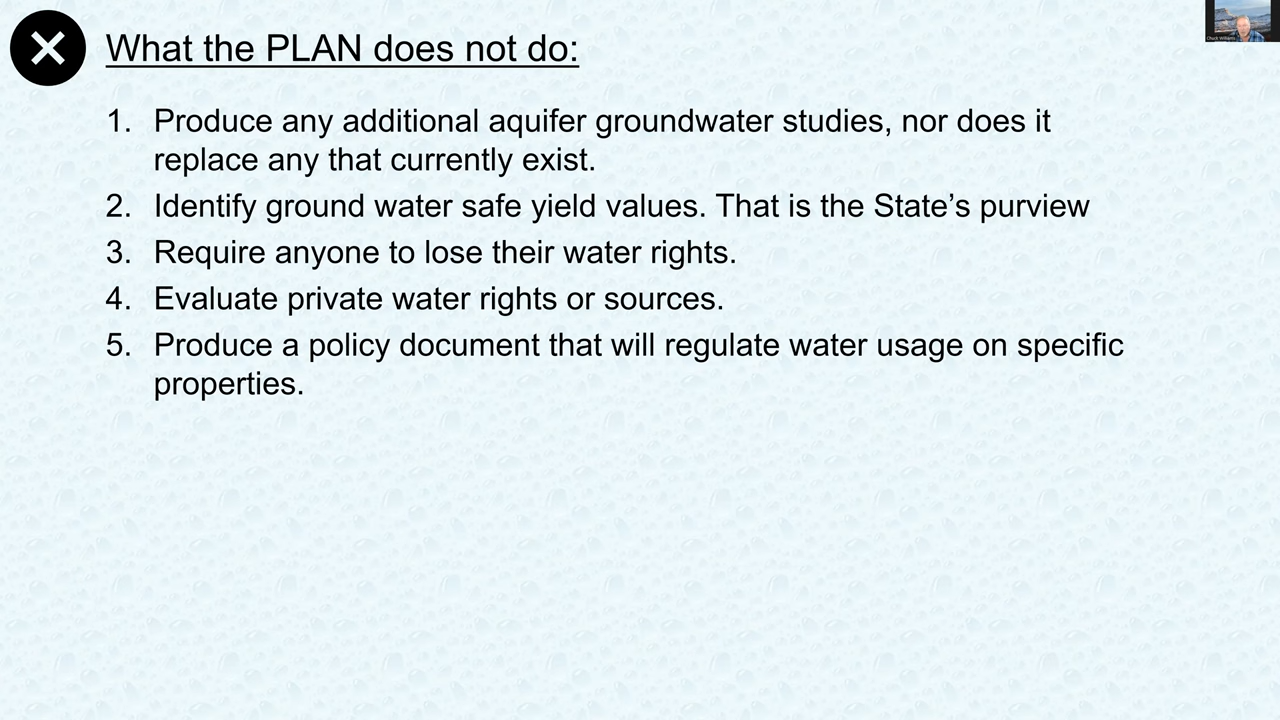 What the PLAN does not do:
1. Produce any additional aquifer groundwater studies, nor does it
replace any that currently exist.
2. Identify ground water safe yield values. That is the State’s purview
3. Require anyone to lose their water rights.
4. Evaluate private water rights or sources.
5. Produce a policy document that will regulate water usage on specific
properties.
Chuck Williams